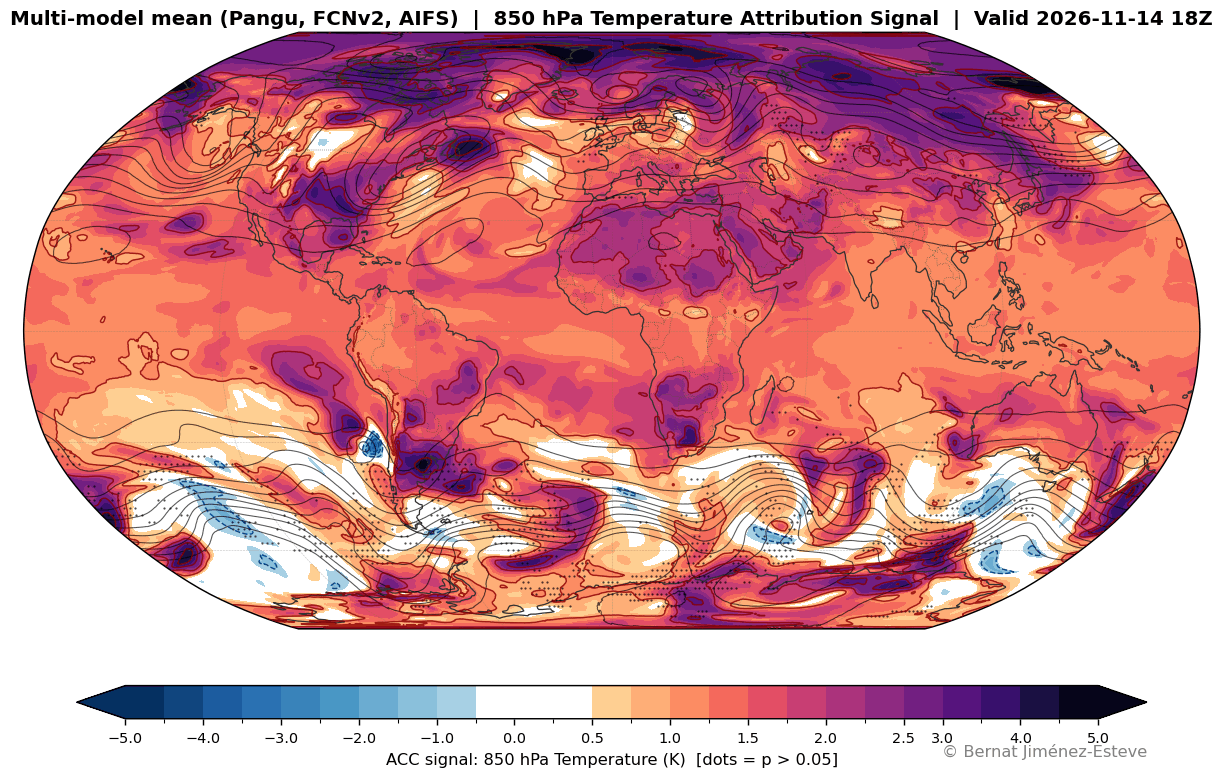 Multi-model mean (Pangu, FCNv2, AIFS)  |  850 hPa Temperature Attribution Signal  |  Valid 2026-11-14 18Z
−5.0 −4.0 −3.0 −2.0 −1.0 0.0 0.5 1.0 1.5 2.0 2.5 3.0 4.0 5.0
© Bernat Jiménez-Esteve
ACC signal: 850 hPa Temperature (K)  [dots = p > 0.05]